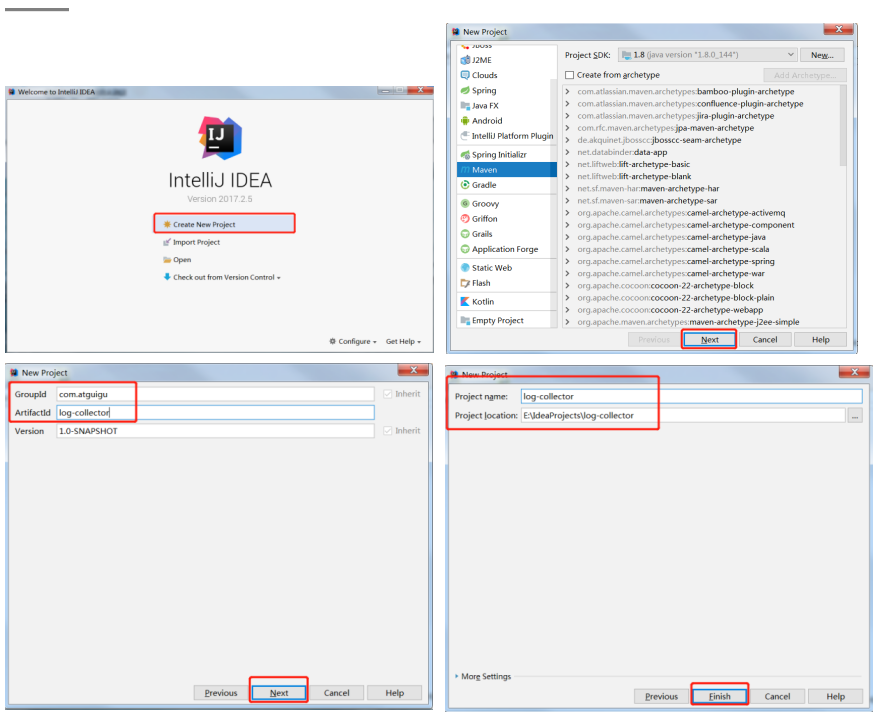 Welcome to IntelliJ IDEA
IntelliJ IDEA
Version 2017.2.5
Create New Project
Import Project
Open
Check out from Version Control
Configure
Get Help
New Project
JBoss
J2ME
Clouds
Spring
Java FX
Android
IntelliJ Platform Plugin
Spring Initializr
Maven
Gradle
Groovy
Griffon
Grails
Application Forge
Static Web
Flash
Kotlin
Empty Project
Project SDK: 1.8 (java version "1.8.0_144") New...
Create from archetype Add Archetype...
com.atlassian.maven.archetypes:bamboo-plugin-archetype
com.atlassian.maven.archetypes:confluence-plugin-archetype
com.atlassian.maven.archetypes:jira-plugin-archetype
com.rfc.maven.archetypes:jpa-maven-archetype
de.akquinet.jbosscc:jbosscc-seam-archetype
net.databinder:data-app
net.liftweb:lift-archetype-basic
net.liftweb:lift-archetype-blank
net.sf.maven-har:maven-archetype-har
net.sf.maven-sar:maven-archetype-sar
org.apache.camel.archetypes:camel-archetype-activemq
org.apache.camel.archetypes:camel-archetype-component
org.apache.camel.archetypes:camel-archetype-java
org.apache.camel.archetypes:camel-archetype-scala
org.apache.camel.archetypes:camel-archetype-spring
org.apache.camel.archetypes:camel-archetype-war
org.apache.cocoon:cocoon-22-archetype-block
org.apache.cocoon:cocoon-22-archetype-block-plain
org.apache.cocoon:cocoon-22-archetype-webapp
org.apache.maven.archetypes:maven-archetype-j2ee-simple
Previous Next Cancel Help
New Project
GroupId com.atguigu Inherit
ArtifactId log-collector
Version 1.0-SNAPSHOT Inherit
Previous Next Cancel Help
New Project
Project name: log-collector
Project location: E:\IdeaProjects\log-collector ...
More Settings
Previous Finish Cancel Help